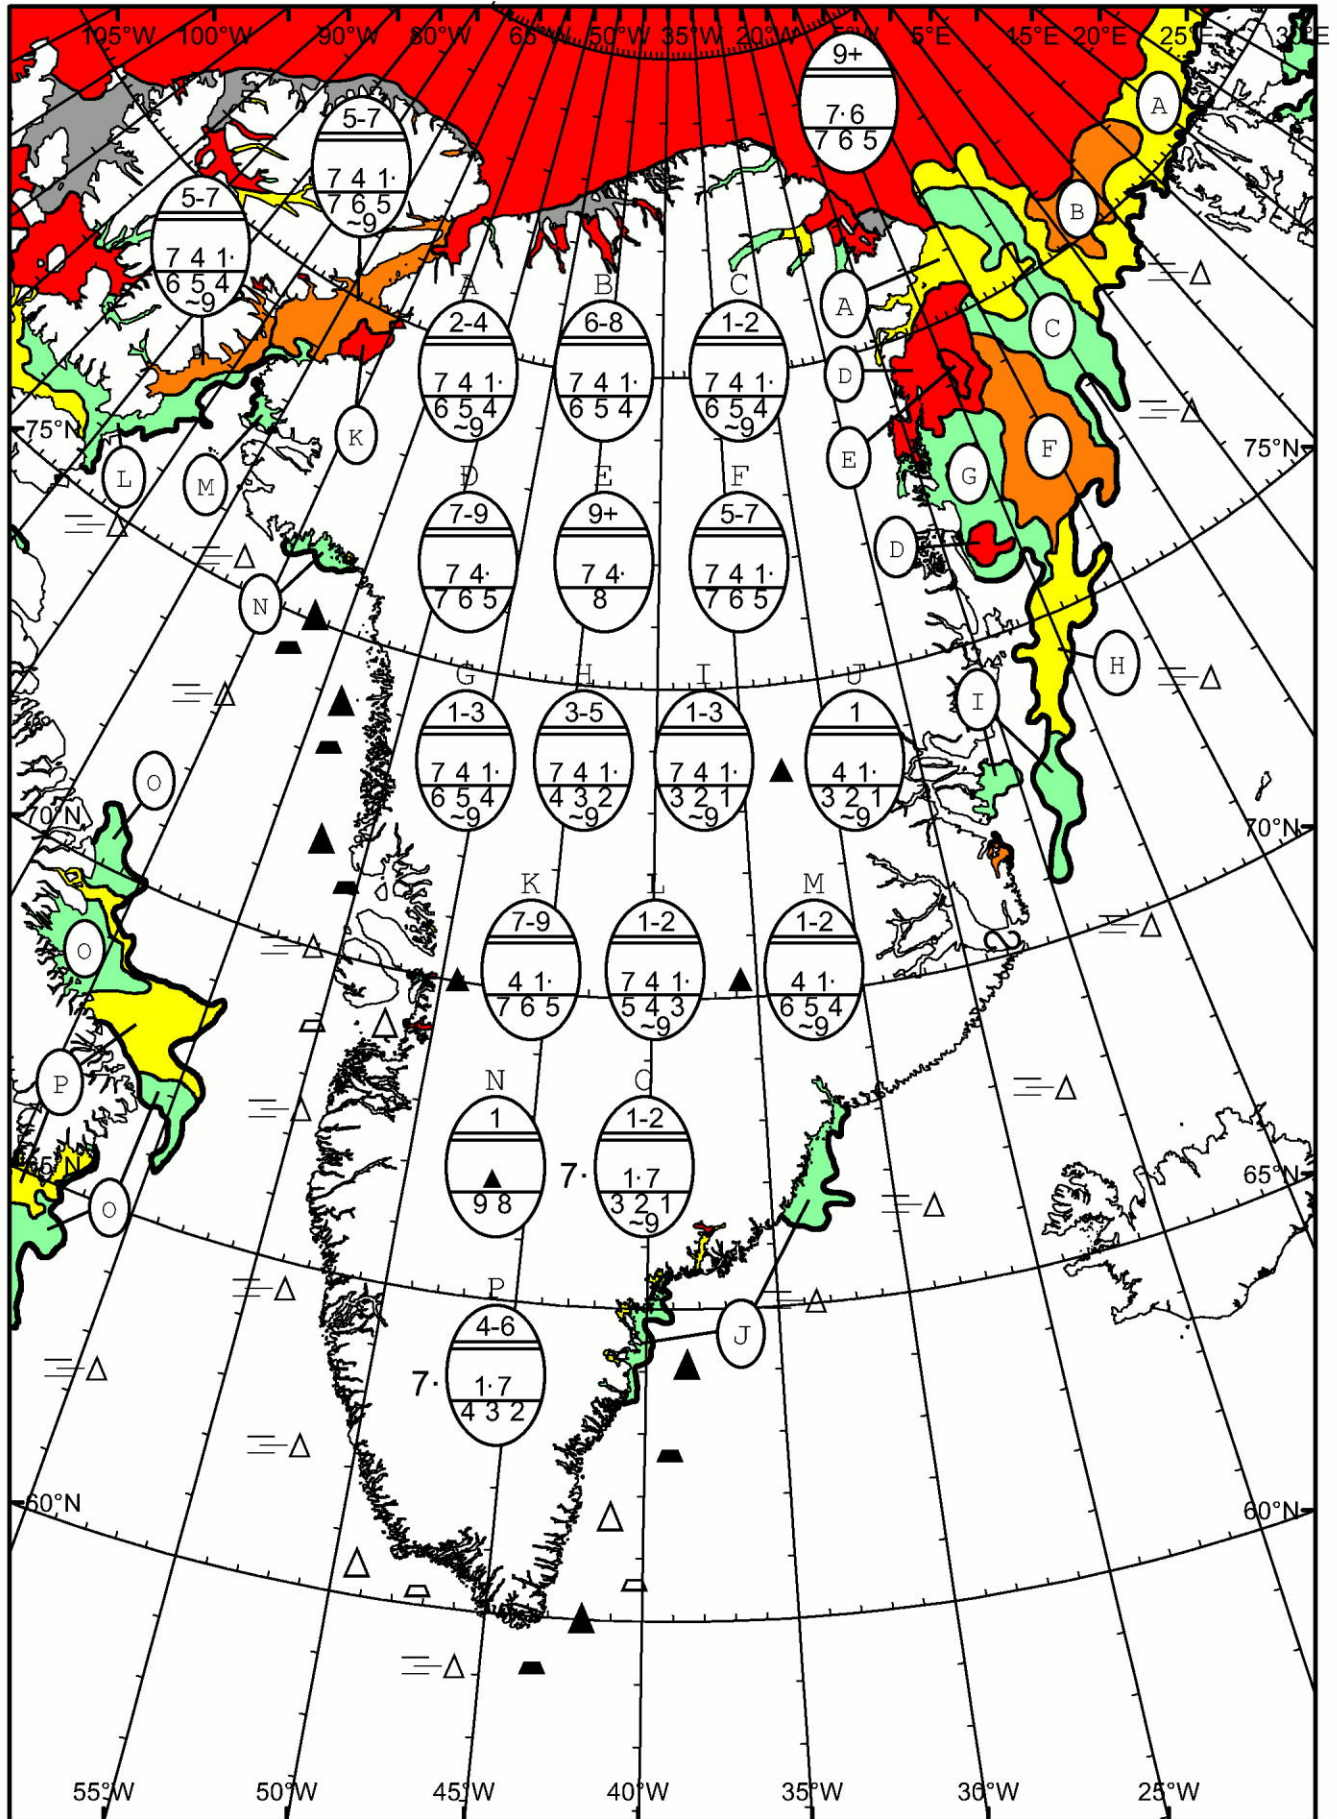 105°W 100°W 90°W 80°W 65°W 50°W 35°W 20°W 5°E 15°E 20°E 25°E
9+
7·6
7 6 5
5-7
7 4 1·
7 6 5
~9
5-7
7 4 1·
6 5 4
~9
A
B
A
C
D
E
F
G
D
H
I
K
L
M
N
75°N
75°N
A
2-4
7 4 1·
6 5 4
~9
B
6-8
7 4 1·
6 5 4
C
1-2
7 4 1·
6 5 4
~9
D
7-9
7 4·
7 6 5
E
9+
7 4·
8
F
5-7
7 4 1·
7 6 5
G
1-3
7 4 1·
6 5 4
~9
H
3-5
7 4 1·
4 3 2
~9
I
1-3
7 4 1·
3 2 1
~9
J
1
4 1·
3 2 1
~9
O
70°N
70°N
K
7-9
4 1·
7 6 5
L
1-2
7 4 1·
5 4 3
~9
M
1-2
4 1·
6 5 4
~9
O
P
N
1
9 8
O
1-2
7·
1·7
3 2 1
~9
65°N
65°N
O
P
4-6
7·
1·7
4 3 2
J
60°N
60°N
55°W 50°W 45°W 40°W 35°W 30°W 25°W